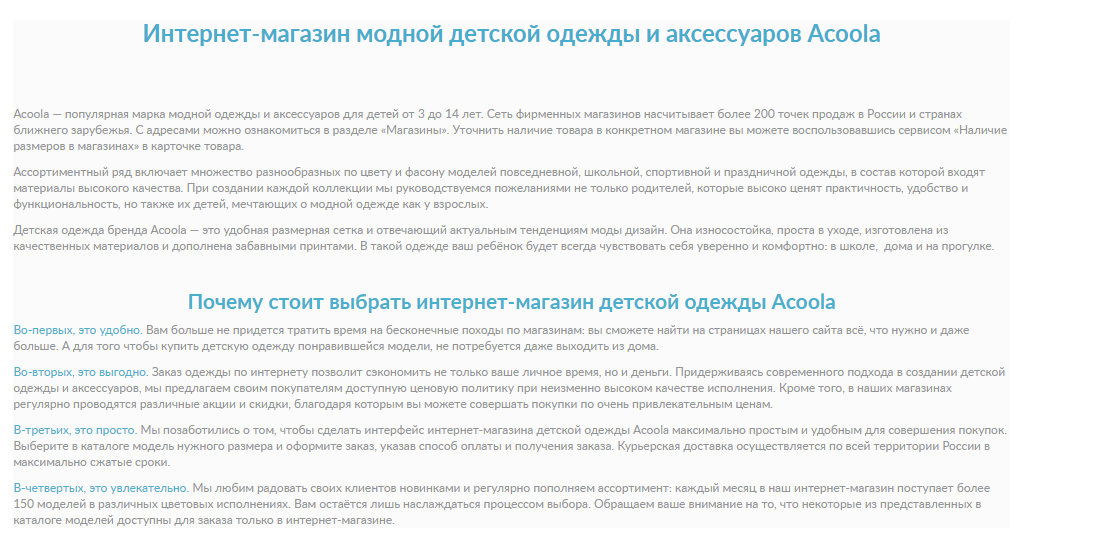 Интернет-магазин модной детской одежды и аксессуаров Acoola
Acoola — популярная марка модной одежды и аксессуаров для детей от 3 до 14 лет. Сеть фирменных магазинов насчитывает более 200 точек продаж в России и странах
ближнего зарубежья. С адресами можно ознакомиться в разделе «Магазины». Уточнить наличие товара в конкретном магазине вы можете воспользовавшись сервисом «Наличие
размеров в магазинах» в карточке товара.
Ассортиментный ряд включает множество разнообразных по цвету и фасону моделей повседневной, школьной, спортивной и праздничной одежды, в состав которой входят
материалы высокого качества. При создании каждой коллекции мы руководствуемся пожеланиями не только родителей, которые высоко ценят практичность, удобство и
функциональность, но также их детей, мечтающих о модной одежде как у взрослых.
Детская одежда бренда Acoola — это удобная размерная сетка и отвечающий актуальным тенденциям моды дизайн. Она износостойка, проста в уходе, изготовлена из
качественных материалов и дополнена забавными принтами. В такой одежде ваш ребёнок будет всегда чувствовать себя уверенно и комфортно: в школе, дома и на прогулке.
Почему стоит выбрать интернет-магазин детской одежды Acoola
Во-первых, это удобно. Вам больше не придется тратить время на бесконечные походы по магазинам: вы сможете найти на страницах нашего сайта всё, что нужно и даже
больше. А для того чтобы купить детскую одежду понравившейся модели, не потребуется даже выходить из дома.
Во-вторых, это выгодно. Заказ одежды по интернету позволит сэкономить не только ваше личное время, но и деньги. Придерживаясь современного подхода в создании детской
одежды и аксессуаров, мы предлагаем своим покупателям доступную ценовую политику при неизменно высоком качестве исполнения. Кроме того, в наших магазинах
регулярно проводятся различные акции и скидки, благодаря которым вы можете совершать покупки по очень привлекательным ценам.
В-третьих, это просто. Мы позаботились о том, чтобы сделать интерфейс интернет-магазина детской одежды Acoola максимально простым и удобным для совершения покупок.
Выберите в каталоге модель нужного размера и оформите заказ, указав способ оплаты и получения заказа. Курьерская доставка осуществляется по всей территории России в
максимально сжатые сроки.
В-четвертых, это увлекательно. Мы любим радовать своих клиентов новинками и регулярно пополняем ассортимент: каждый месяц в наш интернет-магазин поступает более
150 моделей в различных цветовых исполнениях. Вам остаётся лишь наслаждаться процессом выбора. Обращаем ваше внимание на то, что некоторые из представленных в
каталоге моделей доступны для заказа только в интернет-магазине.